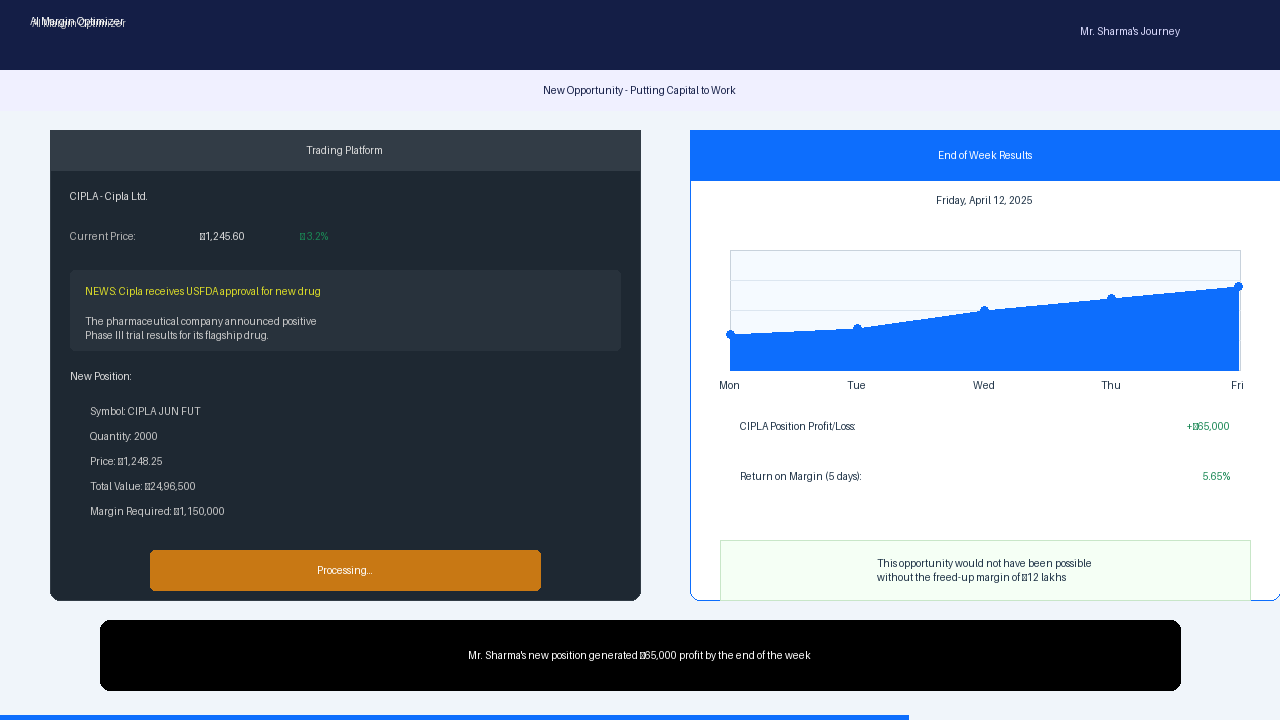 AI Margin Optimizer
Mr. Sharma's Journey
New Opportunity - Putting Capital to Work
Trading Platform
CIPLA - Cipla Ltd.
Current Price: 1,245.60 3.2%
NEWS: Cipla receives USFDA approval for new drug
The pharmaceutical company announced positive
Phase III trial results for its flagship drug.
New Position:
Symbol: CIPLA JUN FUT
Quantity: 2000
Price: 1,248.25
Total Value: 24,96,500
Margin Required: 1,150,000
Processing...
End of Week Results
Friday, April 12, 2025
Mon Tue Wed Thu Fri
CIPLA Position Profit/Loss: +65,000
Return on Margin (5 days): 5.65%
This opportunity would not have been possible
without the freed-up margin of 12 lakhs
Mr. Sharma's new position generated 65,000 profit by the end of the week